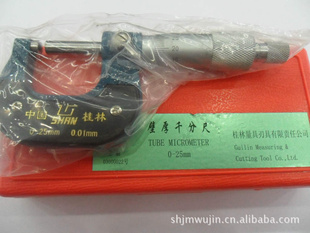 中国 SHAN 桂林
0-25mm 0.01mm
壁厚千分尺
TUBE MICROMETER
0-25mm
桂林量具刃具有限责任公司
Guilin Measuring &
Cutting Tool Co.,Ltd.
shjmwujin@126.com